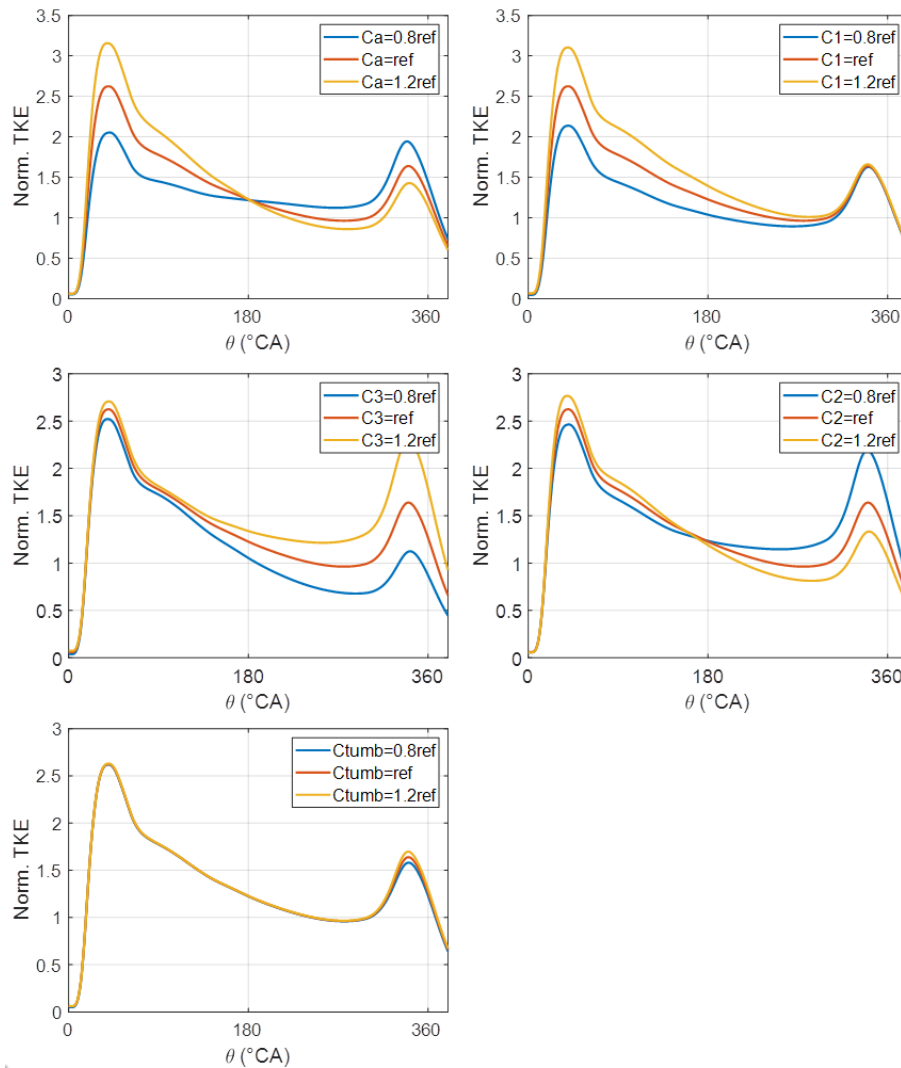 3.5
3
2.5
2
1.5
1
0.5
0
Norm. TKE
Ca=0.8ref
Ca=ref
Ca=1.2ref
0 180 360
θ (°CA)
3.5
3
2.5
2
1.5
1
0.5
0
Norm. TKE
C1=0.8ref
C1=ref
C1=1.2ref
0 180 360
θ (°CA)
3
2.5
2
1.5
1
0.5
0
Norm. TKE
C3=0.8ref
C3=ref
C3=1.2ref
0 180 360
θ (°CA)
3
2.5
2
1.5
1
0.5
0
Norm. TKE
C2=0.8ref
C2=ref
C2=1.2ref
0 180 360
θ (°CA)
3
2.5
2
1.5
1
0.5
0
Norm. TKE
Ctumb=0.8ref
Ctumb=ref
Ctumb=1.2ref
0 180 360
θ (°CA)